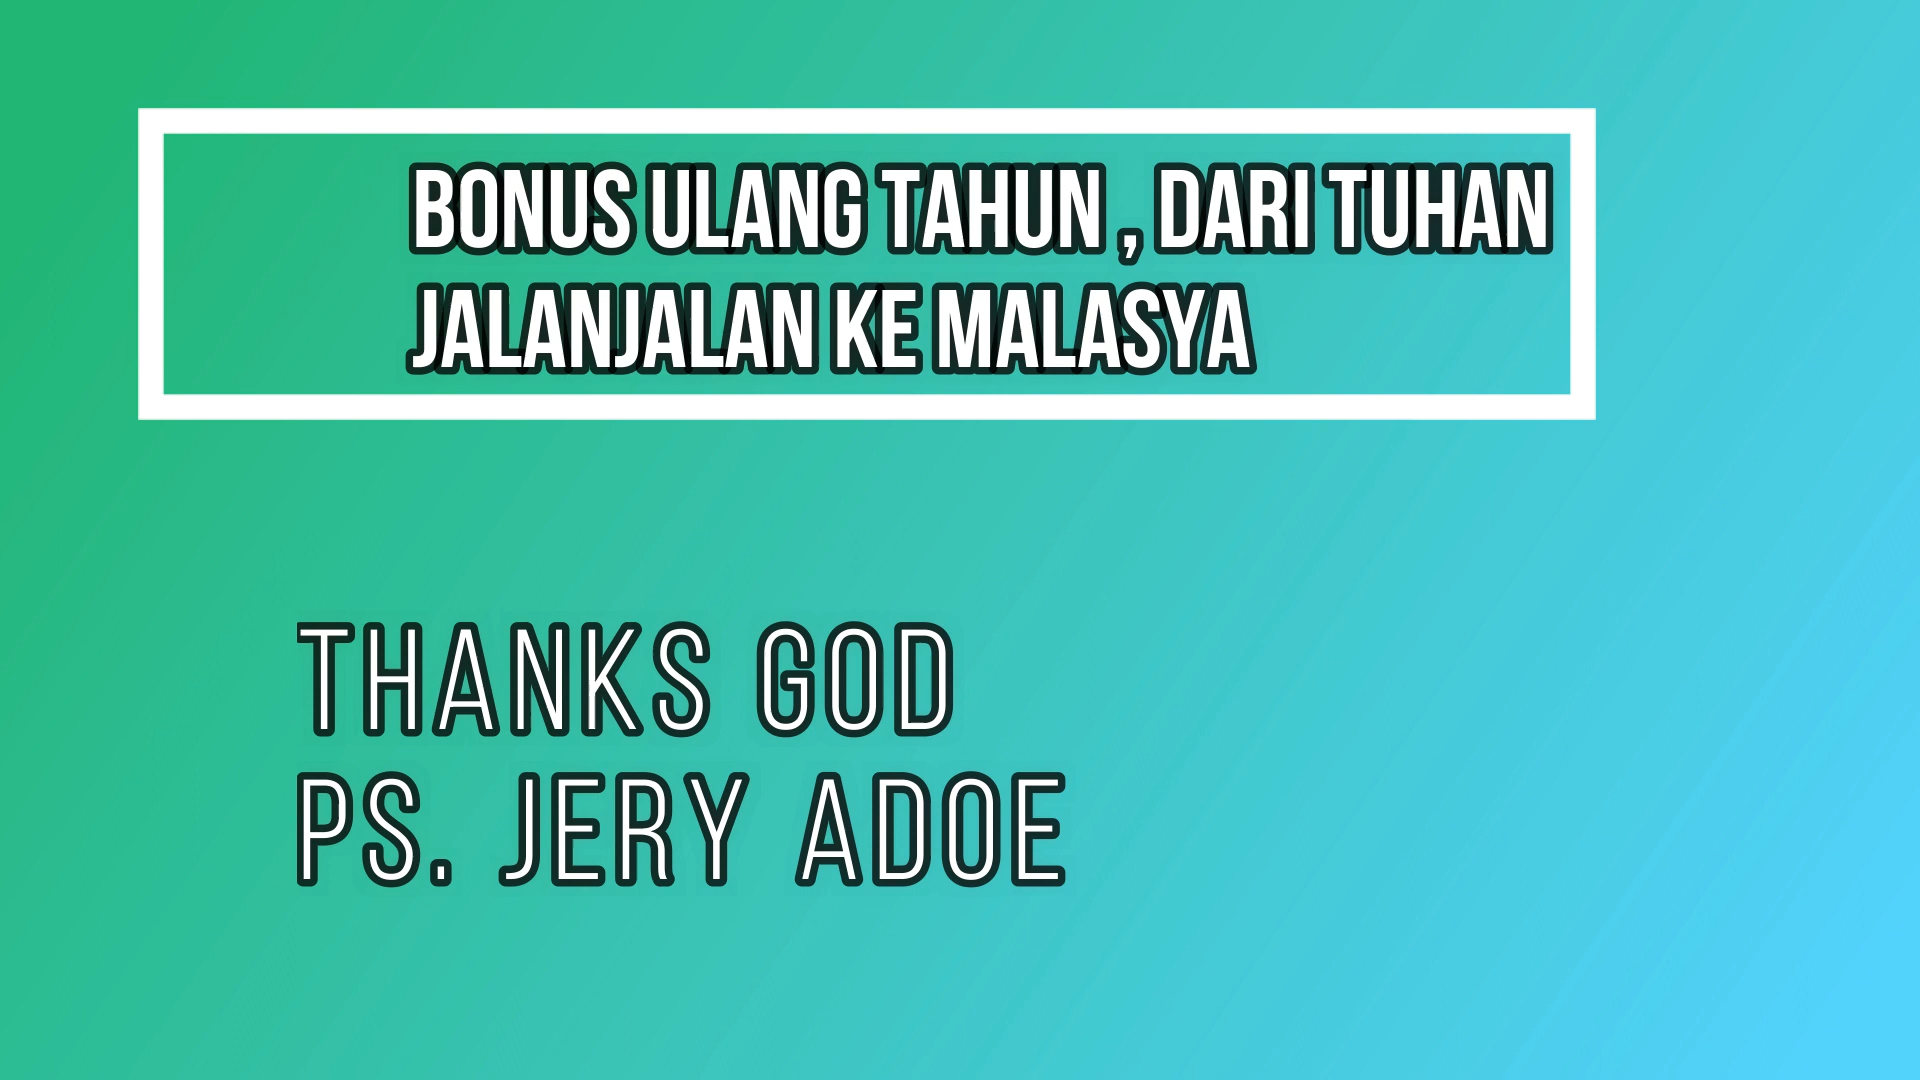 BONUS ULANG TAHUN , DARI TUHAN
JALANJALAN KE MALASYA
THANKS GOD
PS. JERY ADOE